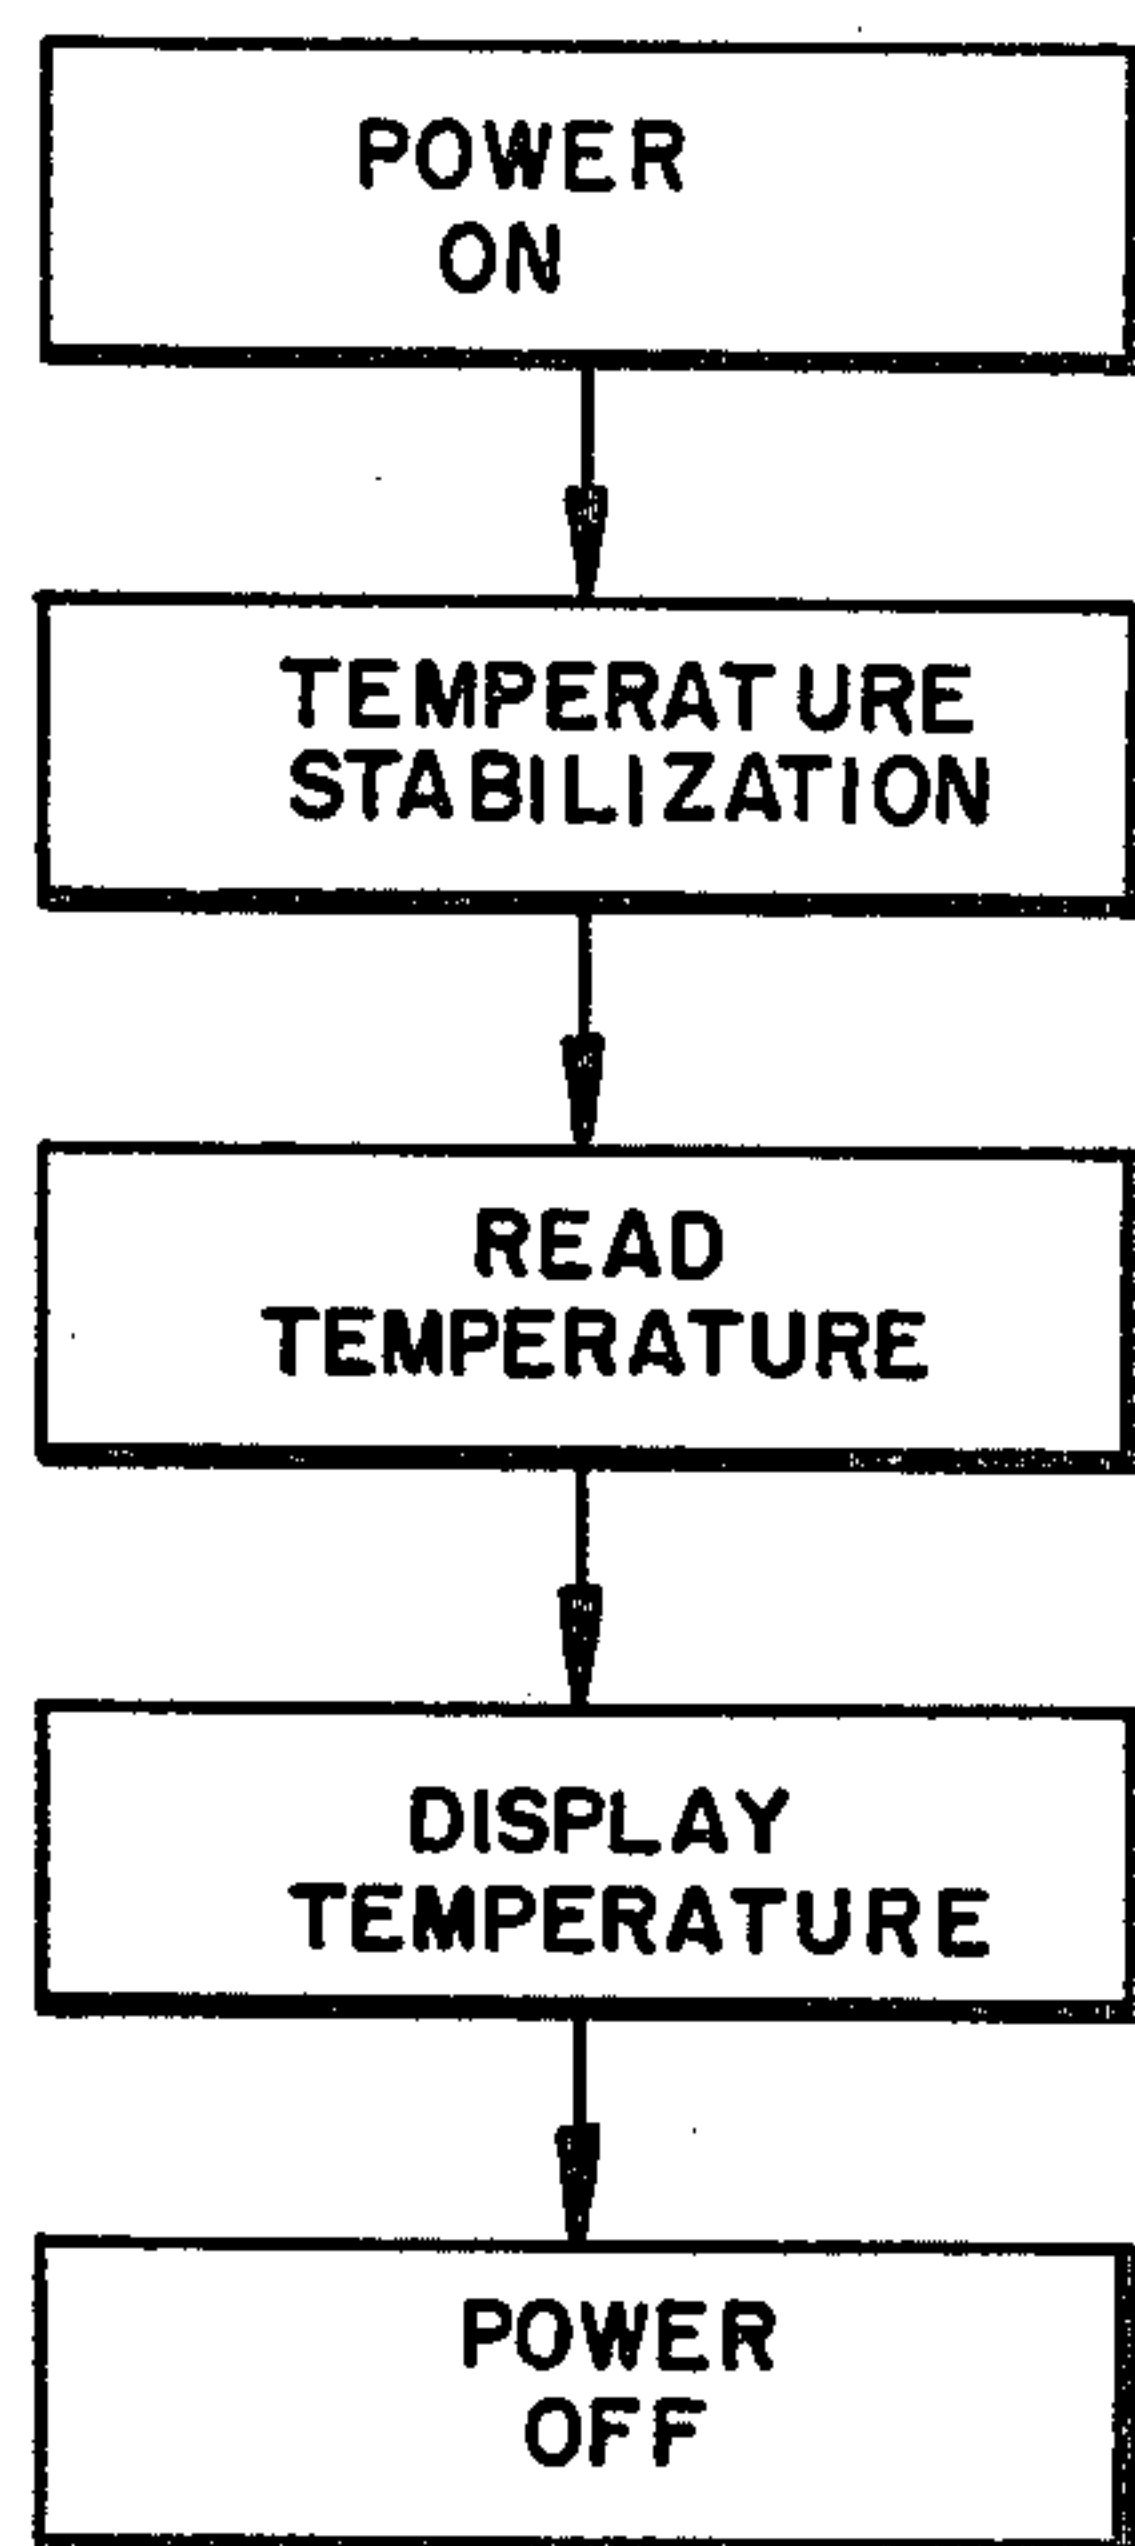 POWER
ON
TEMPERATURE
STABILIZATION
READ
TEMPERATURE
DISPLAY
TEMPERATURE
POWER
OFF